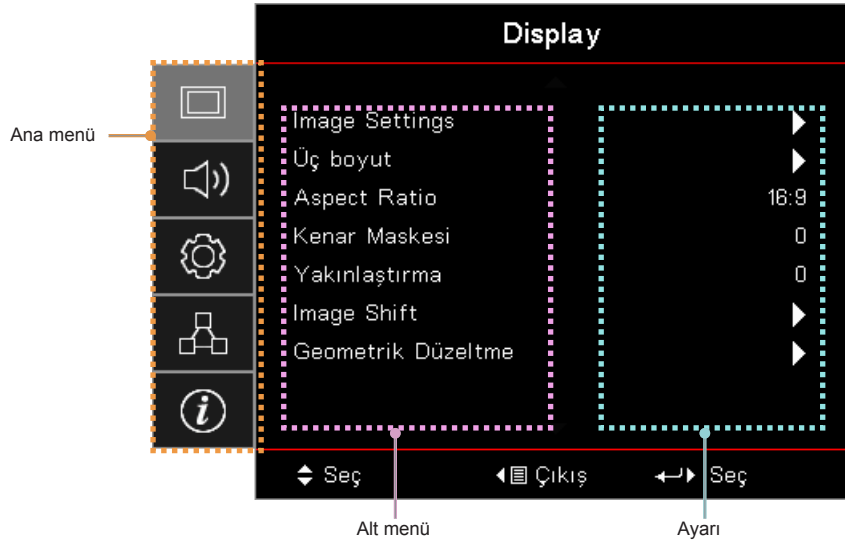 Display
Ana menü
Image Settings
Üç boyut
Aspect Ratio 16:9
Kenar Maskesi 0
Yakınlaştırma 0
Image Shift
Geometrik Düzeltme
i
Seç Çıkış Seç
Alt menü Ayarı